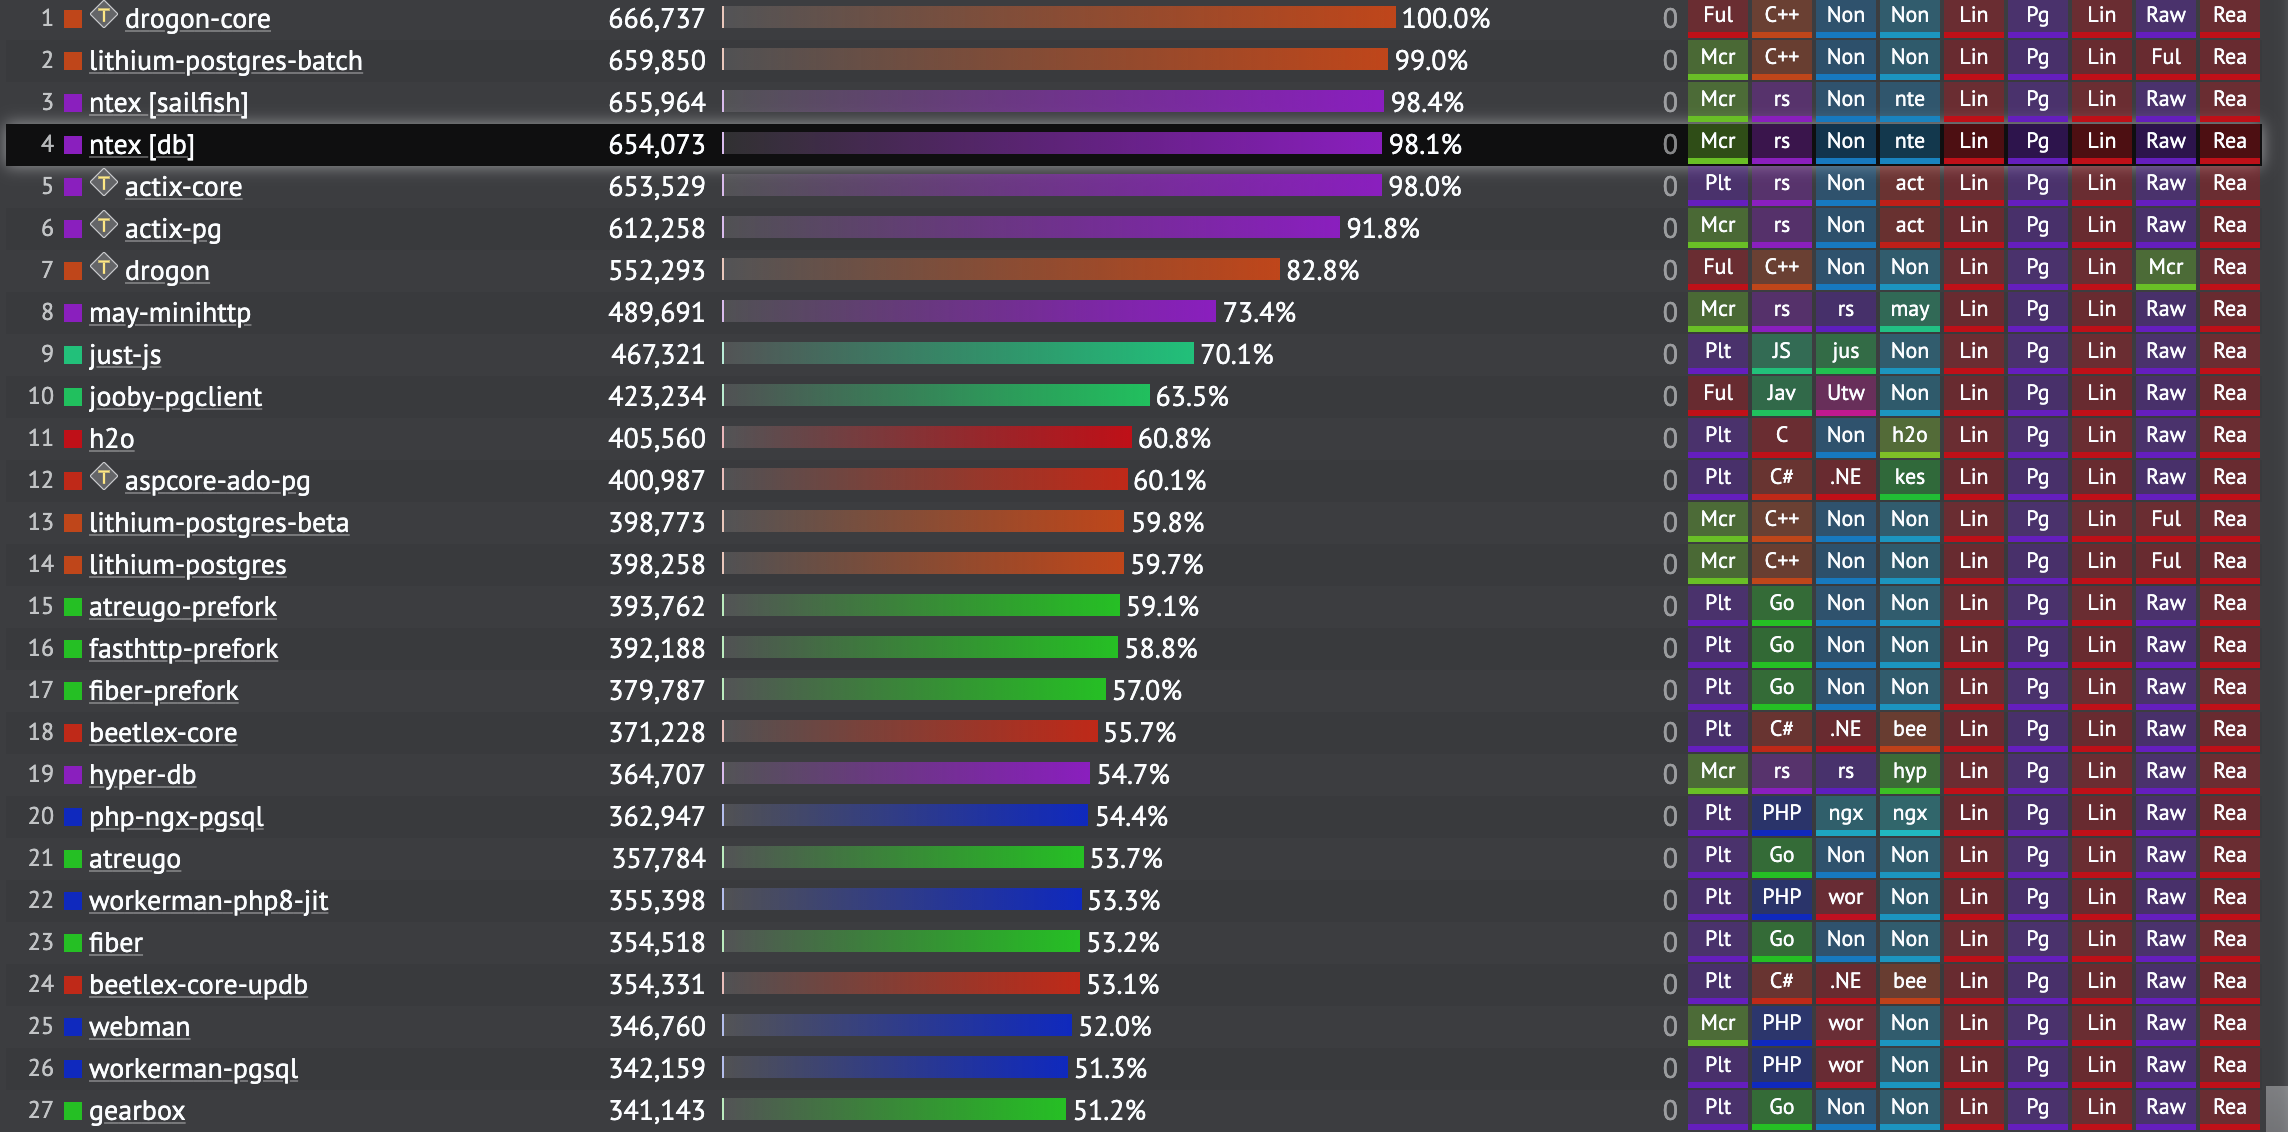 1 T drogon-core 666,737 100.0% 0 Ful C++ Non Non Lin Pg Lin Raw Rea
2 lithium-postgres-batch 659,850 99.0% 0 Mcr C++ Non Non Lin Pg Lin Ful Rea
3 ntex [sailfish] 655,964 98.4% 0 Mcr rs Non nte Lin Pg Lin Raw Rea
4 ntex [db] 654,073 98.1% 0 Mcr rs Non nte Lin Pg Lin Raw Rea
5 T actix-core 653,529 98.0% 0 Plt rs Non act Lin Pg Lin Raw Rea
6 T actix-pg 612,258 91.8% 0 Mcr rs Non act Lin Pg Lin Raw Rea
7 T drogon 552,293 82.8% 0 Ful C++ Non Non Lin Pg Lin Mcr Rea
8 may-minihttp 489,691 73.4% 0 Mcr rs rs may Lin Pg Lin Raw Rea
9 just-js 467,321 70.1% 0 Plt JS jus Non Lin Pg Lin Raw Rea
10 jooby-pgclient 423,234 63.5% 0 Ful Jav Utw Non Lin Pg Lin Raw Rea
11 h2o 405,560 60.8% 0 Plt C Non h2o Lin Pg Lin Raw Rea
12 T aspcore-ado-pg 400,987 60.1% 0 Plt C# .NE kes Lin Pg Lin Raw Rea
13 lithium-postgres-beta 398,773 59.8% 0 Mcr C++ Non Non Lin Pg Lin Ful Rea
14 lithium-postgres 398,258 59.7% 0 Mcr C++ Non Non Lin Pg Lin Ful Rea
15 atreugo-prefork 393,762 59.1% 0 Plt Go Non Non Lin Pg Lin Raw Rea
16 fasthttp-prefork 392,188 58.8% 0 Plt Go Non Non Lin Pg Lin Raw Rea
17 fiber-prefork 379,787 57.0% 0 Plt Go Non Non Lin Pg Lin Raw Rea
18 beetlex-core 371,228 55.7% 0 Plt C# .NE bee Lin Pg Lin Raw Rea
19 hyper-db 364,707 54.7% 0 Mcr rs rs hyp Lin Pg Lin Raw Rea
20 php-ngx-pgsql 362,947 54.4% 0 Plt PHP ngx ngx Lin Pg Lin Raw Rea
21 atreugo 357,784 53.7% 0 Plt Go Non Non Lin Pg Lin Raw Rea
22 workerman-php8-jit 355,398 53.3% 0 Plt PHP wor Non Lin Pg Lin Raw Rea
23 fiber 354,518 53.2% 0 Plt Go Non Non Lin Pg Lin Raw Rea
24 beetlex-core-updb 354,331 53.1% 0 Plt C# .NE bee Lin Pg Lin Raw Rea
25 webman 346,760 52.0% 0 Mcr PHP wor Non Lin Pg Lin Raw Rea
26 workerman-pgsql 342,159 51.3% 0 Plt PHP wor Non Lin Pg Lin Raw Rea
27 gearbox 341,143 51.2% 0 Plt Go Non Non Lin Pg Lin Raw Rea